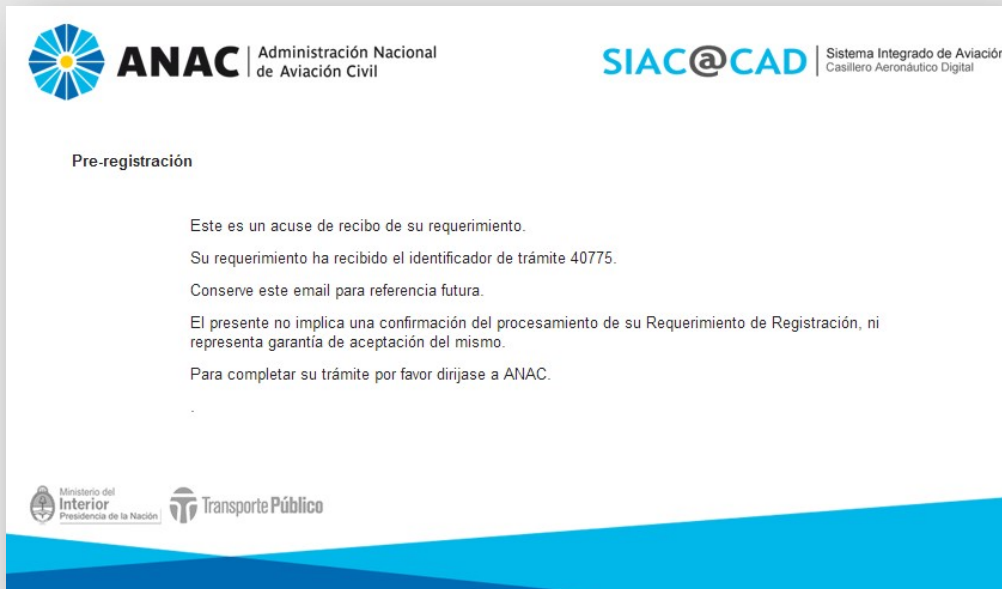 ANAC
Administración Nacional
de Aviación Civil
SIAC@CAD
Sistema Integrado de Aviación
Casillero Aeronáutico Digital
Pre-registración
Este es un acuse de recibo de su requerimiento.
Su requerimiento ha recibido el identificador de trámite 40775.
Conserve este email para referencia futura.
El presente no implica una confirmación del procesamiento de su Requerimiento de Registración, ni
representa garantía de aceptación del mismo.
Para completar su trámite por favor dirijase a ANAC.
.
Ministerio del
Interior
Presidencia de la Nación
Transporte Público